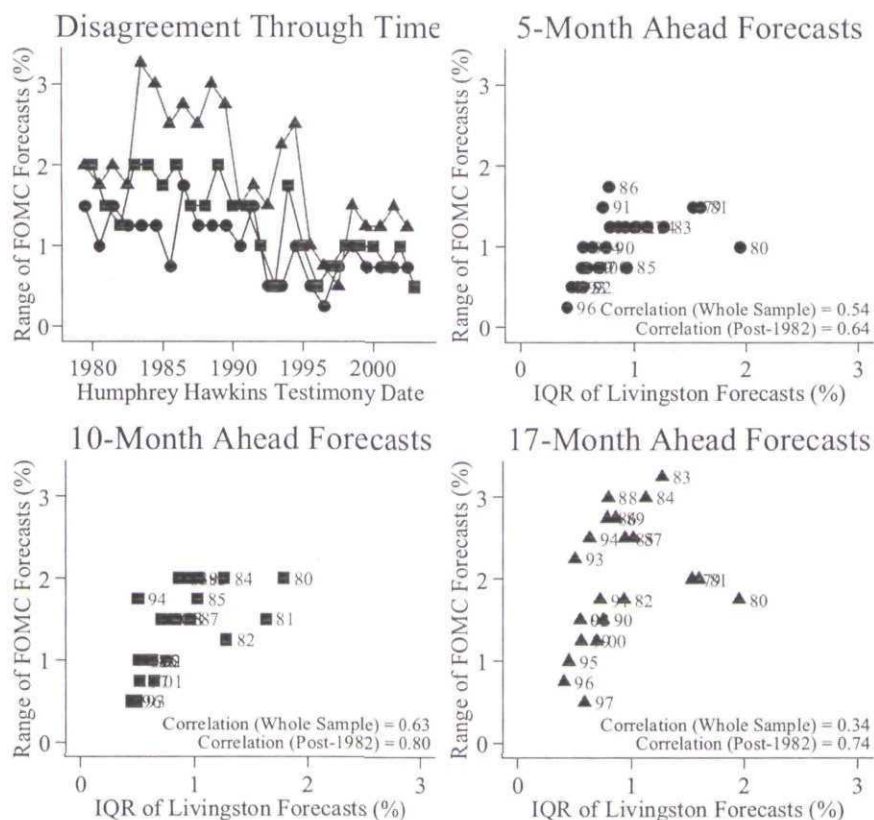 Disagreement Through Time
Range of FOMC Forecasts (%)
3
2
1
0
1980 1985 1990 1995 2000
Humphrey Hawkins Testimony Date
5-Month Ahead Forecasts
Range of FOMC Forecasts (%)
3
2
1
0
86
91
83
90
80
85
96
Correlation (Whole Sample) = 0.54
Correlation (Post-1982) = 0.64
0 1 2 3
IQR of Livingston Forecasts (%)
10-Month Ahead Forecasts
Range of FOMC Forecasts (%)
3
2
1
0
84
80
94
85
87
81
82
Correlation (Whole Sample) = 0.63
Correlation (Post-1982) = 0.80
0 1 2 3
IQR of Livingston Forecasts (%)
17-Month Ahead Forecasts
Range of FOMC Forecasts (%)
3
2
1
0
83
88
84
94
93
82
80
90
00
95
96
97
Correlation (Whole Sample) = 0.34
Correlation (Post-1982) = 0.74
0 1 2 3
IQR of Livingston Forecasts (%)